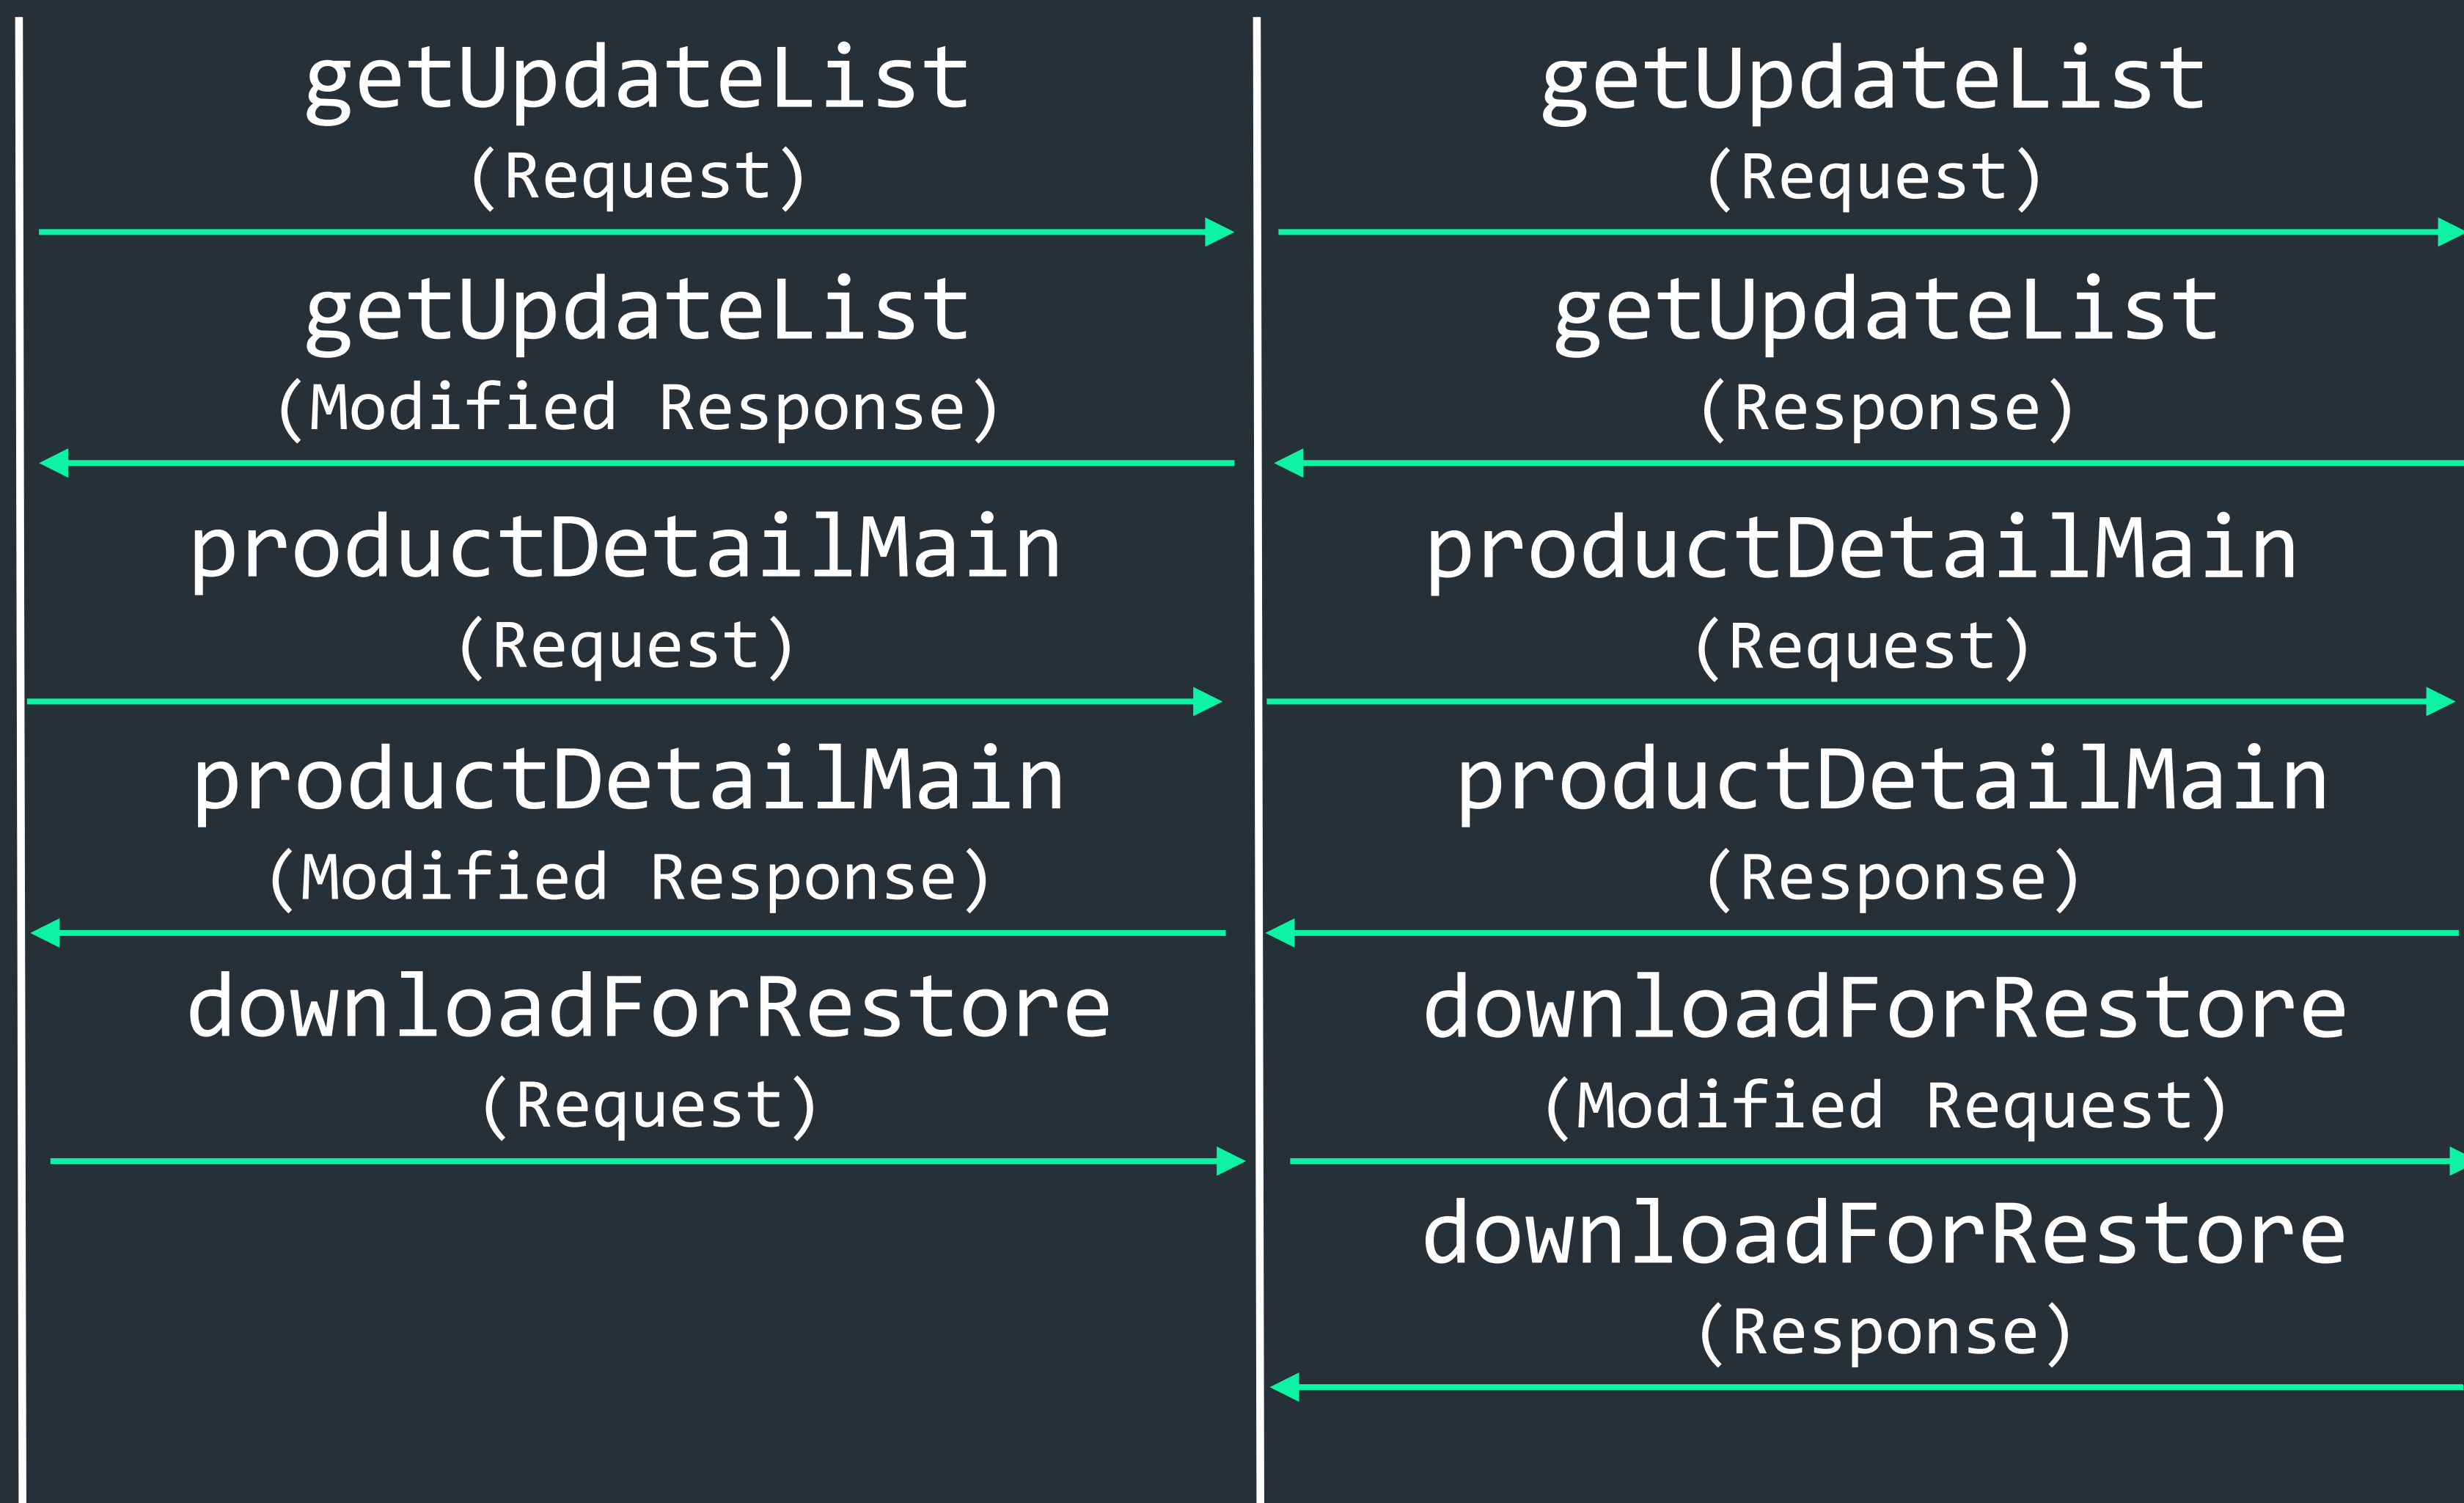 getUpdateList
(Request)
getUpdateList
(Request)
getUpdateList
(Modified Response)
getUpdateList
(Response)
productDetailMain
(Request)
productDetailMain
(Request)
productDetailMain
(Modified Response)
productDetailMain
(Response)
downloadForRestore
(Request)
downloadForRestore
(Modified Request)
downloadForRestore
(Response)